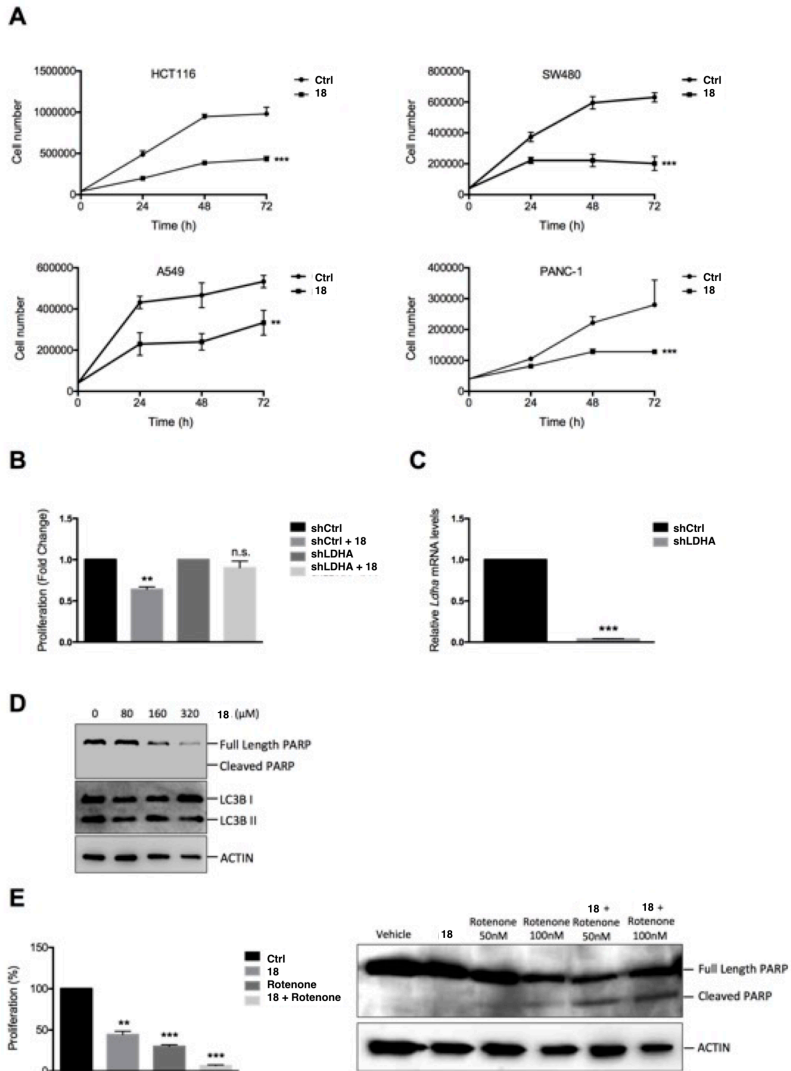 A
HCT116
Cell number
1500000
1000000
500000
0
0 24 48 72
Time (h)
Ctrl
18
***
SW480
Cell number
800000
600000
400000
200000
0
0 24 48 72
Time (h)
Ctrl
18
***
A549
Cell number
600000
400000
200000
0
0 24 48 72
Time (h)
Ctrl
18
**
PANC-1
Cell number
400000
300000
200000
100000
0
0 24 48 72
Time (h)
Ctrl
18
***
B
Proliferation (Fold Change)
1.5
1.0
0.5
0.0
**
n.s.
shCtrl
shCtrl + 18
shLDHA
shLDHA + 18
C
Relative Ldha mRNA levels
1.5
1.0
0.5
0.0
***
shCtrl
shLDHA
D
0 80 160 320 18 (µM)
Full Length PARP
Cleaved PARP
LC3B I
LC3B II
ACTIN
E
Proliferation (%)
150
100
50
0
**
***
***
Ctrl
18
Rotenone
18 + Rotenone
Vehicle
18
Rotenone
50nM
Rotenone
100nM
18 +
Rotenone
50nM
18 +
Rotenone
100nM
Full Length PARP
Cleaved PARP
ACTIN